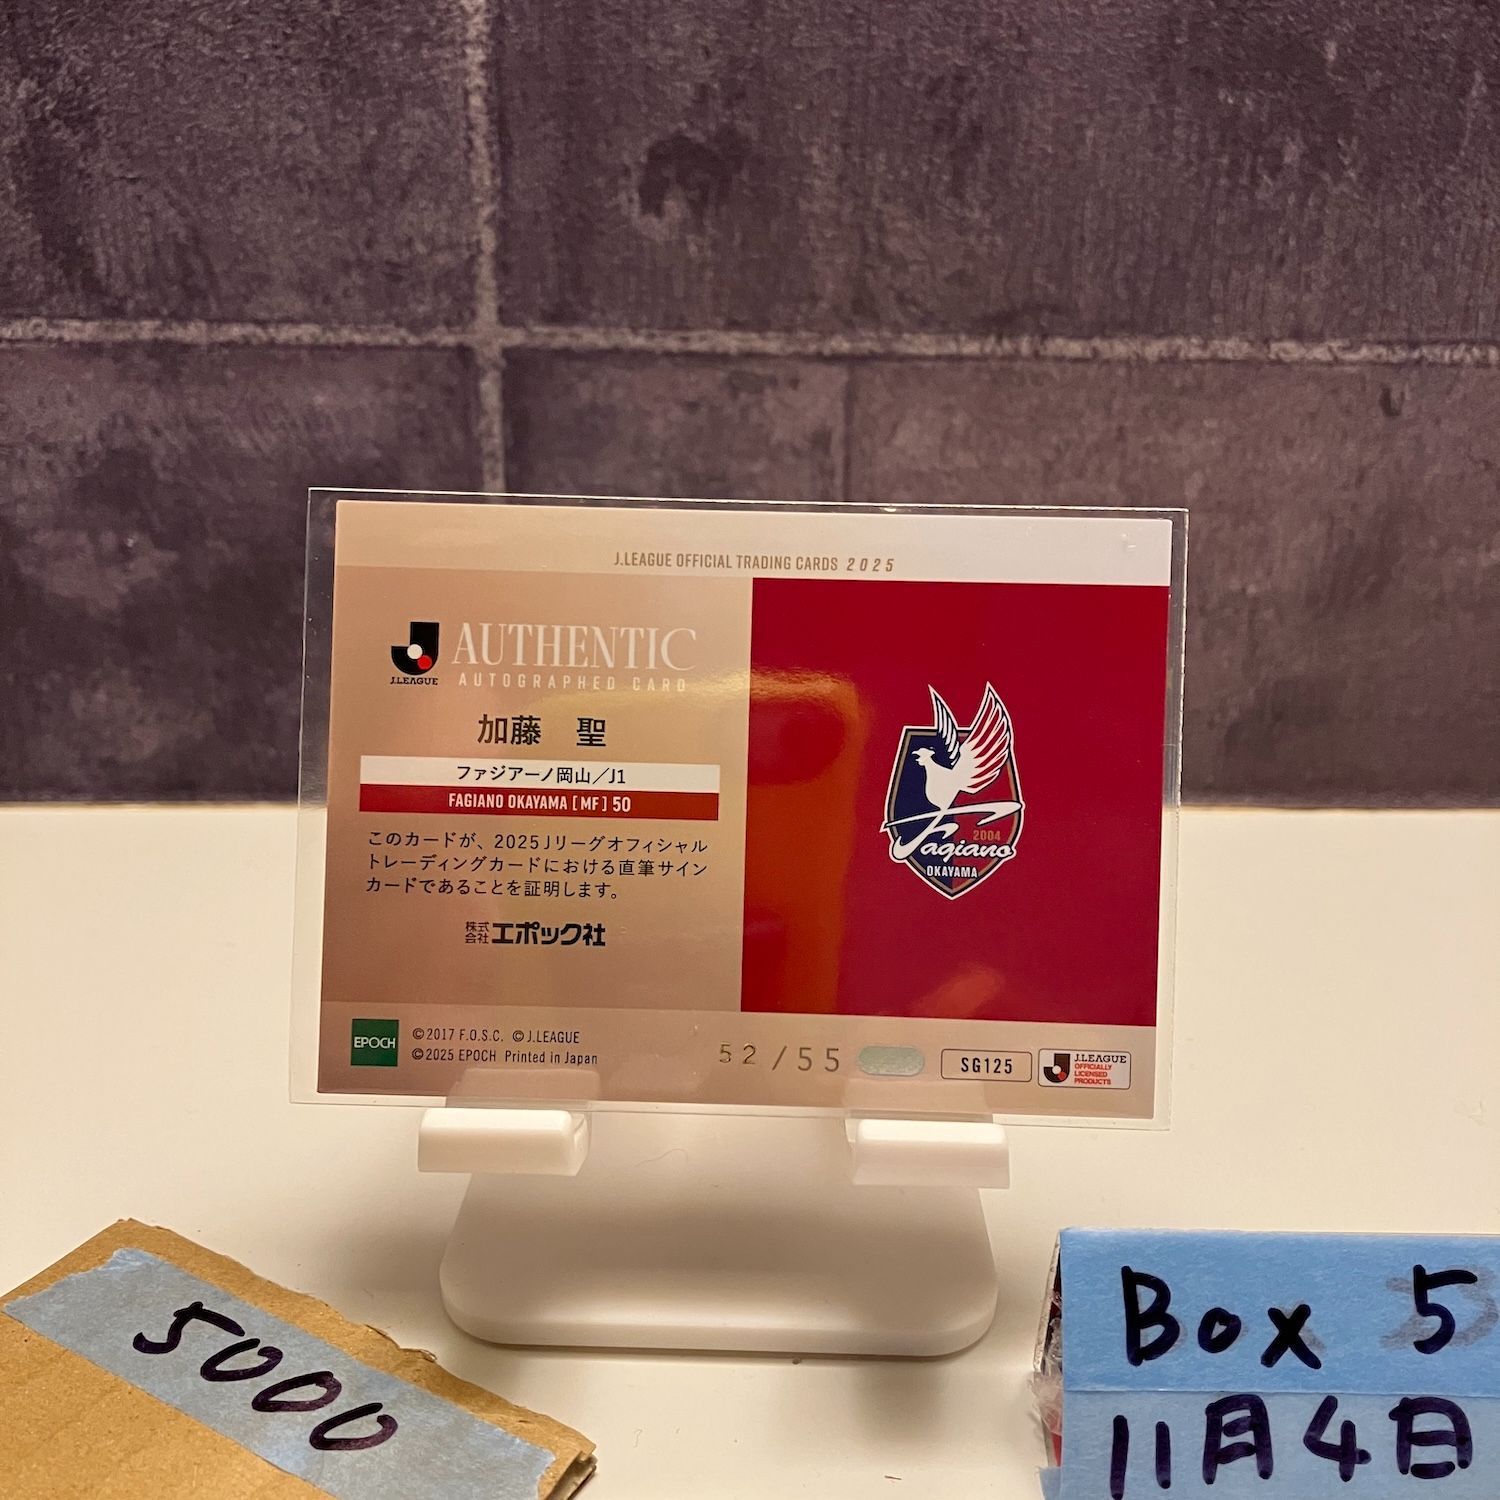 J.LEAGUE OFFICIAL TRADING CARDS 2025
J.LEAGUE
AUTHENTIC
AUTOGRAPHED CARD
加藤 聖
ファジアーノ岡山/J1
FAGIANO OKAYAMA [MF] 50
このカードが、2025Jリーグオフィシャル
トレーディングカードにおける直筆サイン
カードであることを証明します。
株式会社エポック社
2004
Fagiano
OKAYAMA
EPOCH
©2017 F.O.S.C. ©J.LEAGUE
©2025 EPOCH Printed in Japan
52/55
SG125
J.LEAGUE
OFFICIALLY
LICENSED
PRODUCTS
5000
Box 5
11月4日